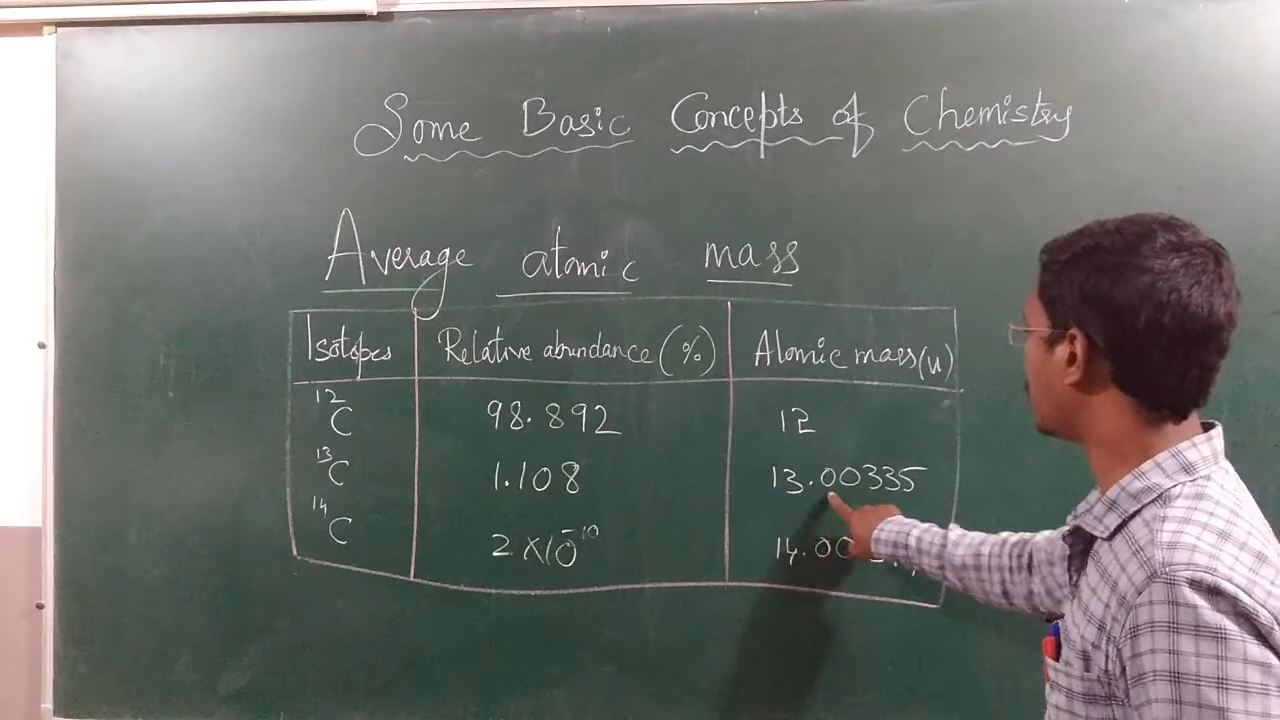 Some Basic Concepts of Chemistry
Average atomic mass
Isotopes Relative abundance (%) Atomic mass (u)
¹²C 98.892 12
¹³C 1.108 13.00335
¹⁴C 2 × 10⁻¹⁰